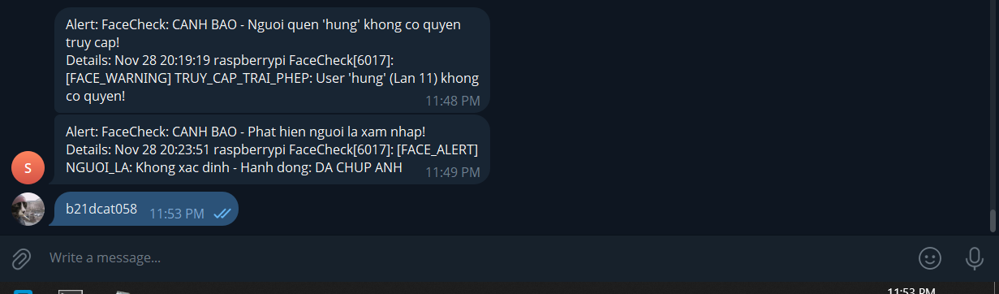 Alert: FaceCheck: CANH BAO - Nguoi quen 'hung' khong co quyen
truy cap!
Details: Nov 28 20:19:19 raspberrypi FaceCheck[6017]:
[FACE_WARNING] TRUY_CAP_TRAI_PHEP: User 'hung' (Lan 11) khong
co quyen!
11:48 PM
Alert: FaceCheck: CANH BAO - Phat hien nguoi la xam nhap!
Details: Nov 28 20:23:51 raspberrypi FaceCheck[6017]: [FACE_ALERT]
NGUOI_LA: Khong xac dinh - Hanh dong: DA CHUP ANH
11:49 PM
S
b21dcat058
11:53 PM
Write a message...
11:53 PM